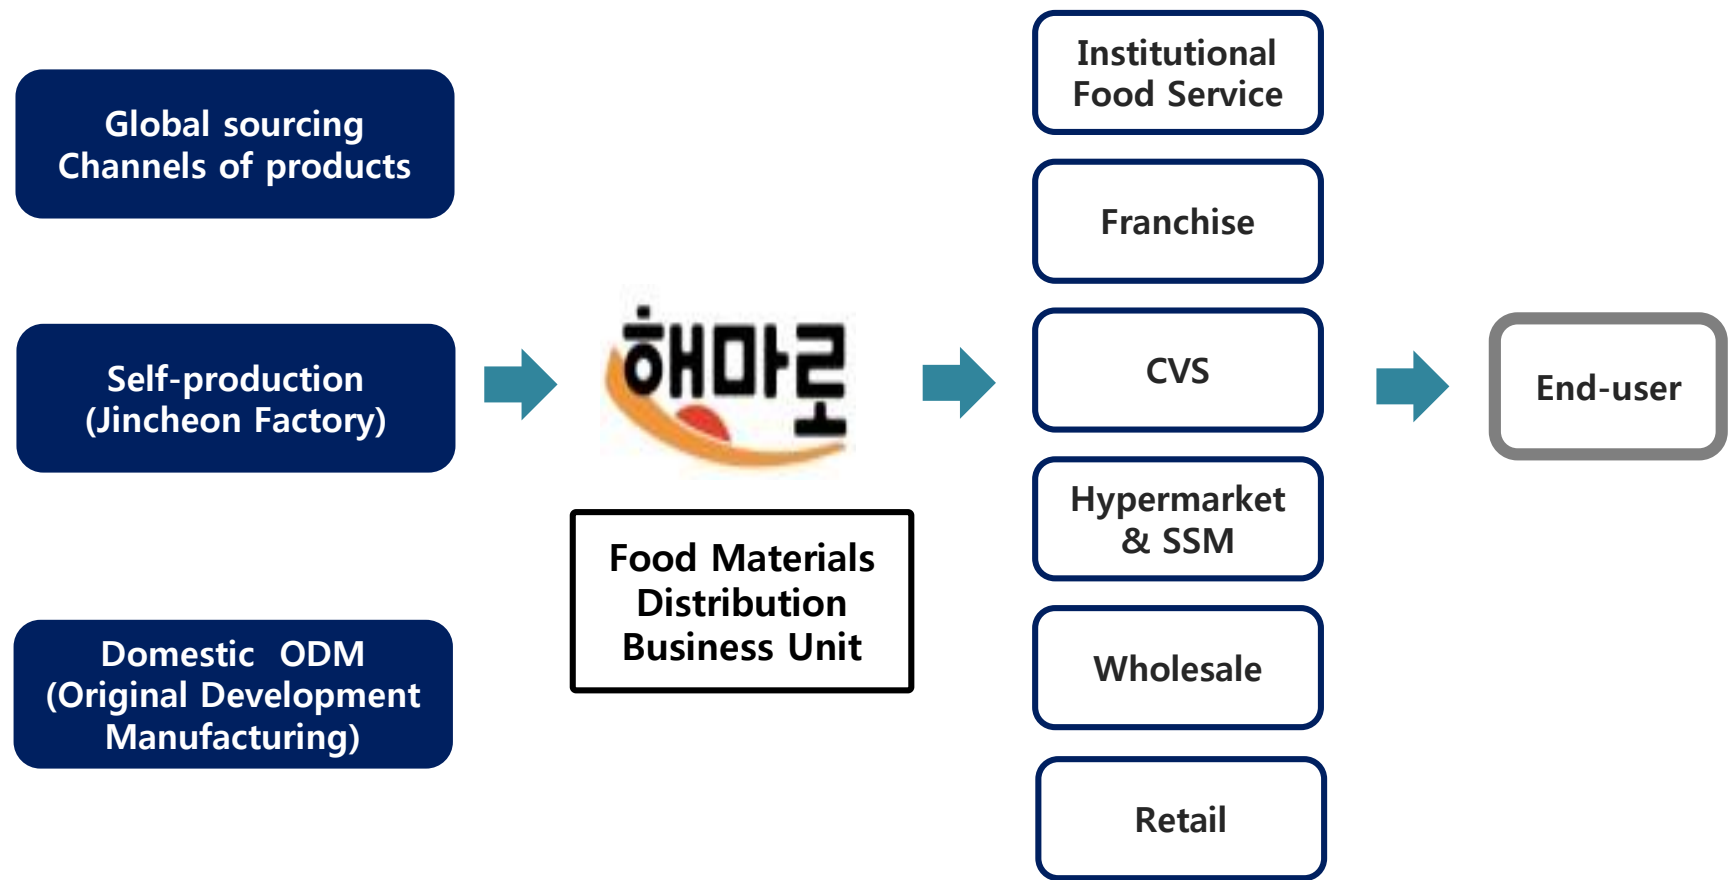 Global sourcing
Channels of products
Self-production
(Jincheon Factory)
Domestic ODM
(Original Development
Manufacturing)
해마로
Food Materials
Distribution
Business Unit
Institutional
Food Service
Franchise
CVS
Hypermarket
& SSM
Wholesale
Retail
End-user